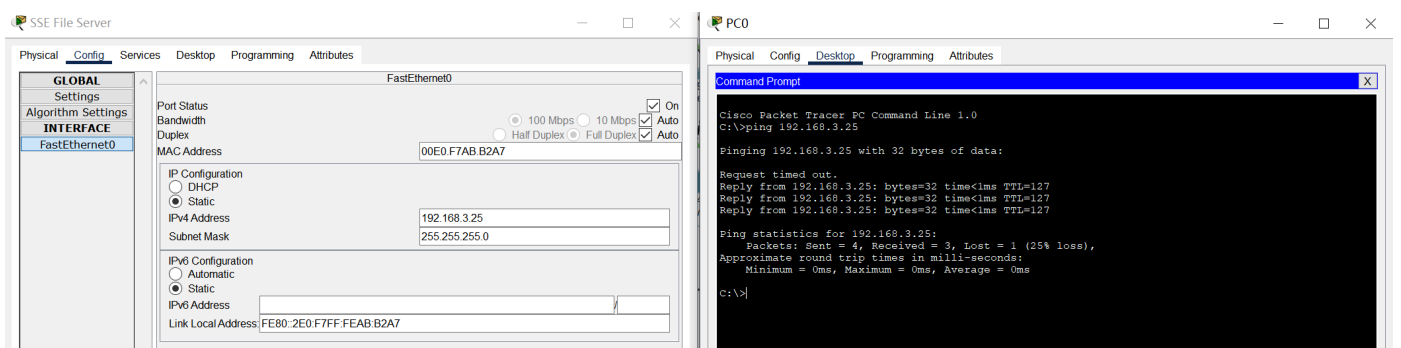 SSE File Server
Physical Config Services Desktop Programming Attributes
GLOBAL
Settings
Algorithm Settings
INTERFACE
FastEthernet0
FastEthernet0
Port Status On
Bandwidth 100 Mbps 10 Mbps Auto
Duplex Half Duplex Full Duplex Auto
MAC Address 00E0.F7AB.B2A7
IP Configuration
DHCP
Static
IPv4 Address 192.168.3.25
Subnet Mask 255.255.255.0
IPv6 Configuration
Automatic
Static
IPv6 Address /
Link Local Address: FE80::2E0:F7FF:FEAB:B2A7
PC0
Physical Config Desktop Programming Attributes
Command Prompt X
Cisco Packet Tracer PC Command Line 1.0
C:\>ping 192.168.3.25
Pinging 192.168.3.25 with 32 bytes of data:
Request timed out.
Reply from 192.168.3.25: bytes=32 time<1ms TTL=127
Reply from 192.168.3.25: bytes=32 time<1ms TTL=127
Reply from 192.168.3.25: bytes=32 time<1ms TTL=127
Ping statistics for 192.168.3.25:
Packets: Sent = 4, Received = 3, Lost = 1 (25% loss),
Approximate round trip times in milli-seconds:
Minimum = 0ms, Maximum = 0ms, Average = 0ms
C:\>